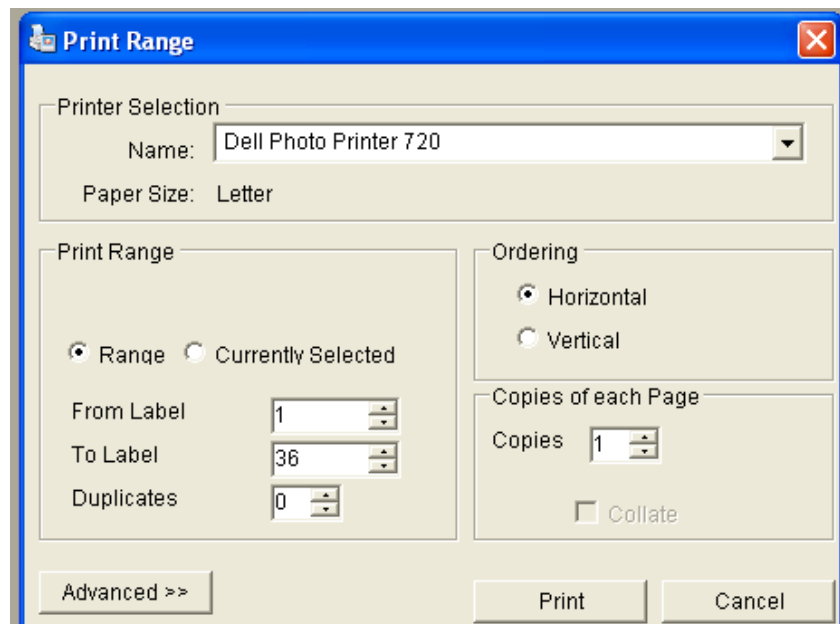 Print Range
Printer Selection
Name: Dell Photo Printer 720
Paper Size: Letter
Print Range
Range Currently Selected
From Label 1
To Label 36
Duplicates 0
Ordering
Horizontal
Vertical
Copies of each Page
Copies 1
Collate
Advanced >>
Print Cancel